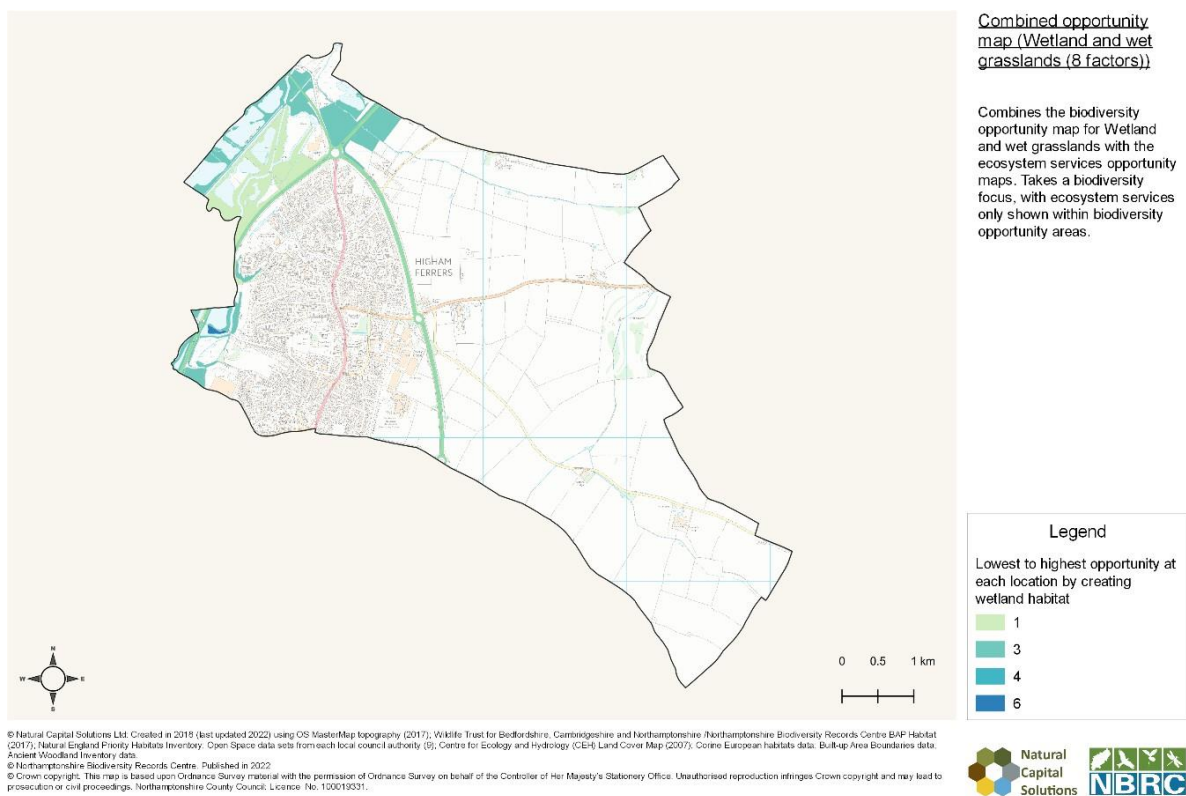 Combined opportunity
map (Wetland and wet
grasslands (8 factors))
Combines the biodiversity
opportunity map for Wetland
and wet grasslands with the
ecosystem services opportunity
maps. Takes a biodiversity
focus, with ecosystem services
only shown within biodiversity
opportunity areas.
HIGHAM
FERRERS
Legend
Lowest to highest opportunity at
each location by creating
wetland habitat
1
3
4
6
N
W E
S
0 0.5 1 km
© Natural Capital Solutions Ltd. Created in 2018 (last updated 2022) using OS MasterMap topography (2017); Wildlife Trust for Bedfordshire, Cambridgeshire and Northamptonshire /Northamptonshire Biodiversity Records Centre BAP Habitat
(2017); Natural England Priority Habitats Inventory. Open Space data sets from each local council authority (9); Centre for Ecology and Hydrology (CEH) Land Cover Map (2007); Corine European habitats data. Built-up Area Boundaries data.
Ancient Woodland Inventory data.
© Northamptonshire Biodiversity Records Centre. Published in 2022
© Crown copyright. This map is based upon Ordnance Survey material with the permission of Ordnance Survey on behalf of the Controller of Her Majesty's Stationery Office. Unauthorised reproduction infringes Crown copyright and may lead to
prosecution or civil proceedings. Northamptonshire County Council: Licence No. 100019331.
Natural
Capital
Solutions
NBRC